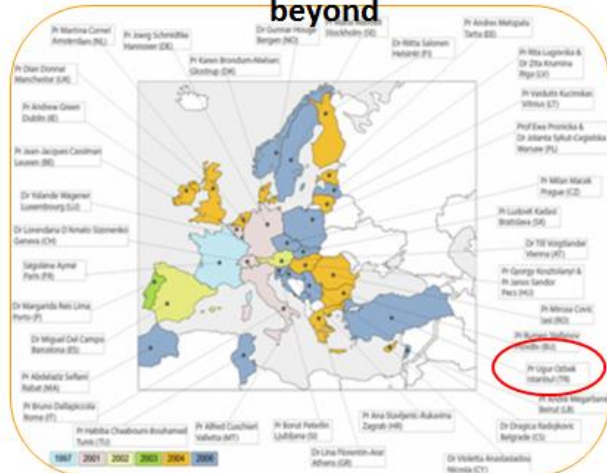 beyond
Pr Martina Cornel
Amsterdam (NL)
Pr Joerg Schmidtke
Hannover (DE)
Dr Gunnar Houge
Bergen (NO)
Stockholm (SE)
Pr Andres Metspalu
Tartu (EE)
Pr Karen Brondum-Nielsen
Glostrup (DK)
Dr Riitta Salonen
Helsinki (FI)
Pr Dian Donnai
Manchester (UK)
Pr Rita Lugovska &
Dr Zita Krumina
Riga (LV)
Pr Andrew Green
Dublin (IE)
Pr Vaidutis Kucinskas
Vilnius (LT)
Prof Ewa Pronicka &
Dr Jolanta Sykut-Cegielska
Warsaw (PL)
Pr Jean-Jacques Cassiman
Leuven (BE)
Dr Yolande Wagener
Luxembourg (LU)
Pr Milan Macek
Prague (CZ)
Dr Loredana D'Amato Sizonenko
Geneva (CH)
Pr Ludovit Kadasi
Bratislava (SK)
Dr Till Voigtländer
Vienna (AT)
Ségolène Aymé
Paris (FR)
Pr Gyorgy Kosztolanyi &
Pr Janos Sandor
Pecs (HU)
Dr Margarida Reis Lima
Porto (P)
Pr Mircea Covic
Iasi (RO)
Dr Miguel Del Campo
Barcelona (ES)
Pr Ugur Ozbek
Istanbul (TR)
Pr Abdelaziz Sefiani
Rabat (MA)
Pr André Mégarbané
Beirut (LB)
Pr Bruno Dallapiccola
Rome (IT)
Pr Habiba Chaabouni-Bouhamed
Tunis (TU)
Pr Alfred Cuschieri
Valletta (MT)
Pr Borut Peterlin
Ljubljana (SI)
Pr Ana Stavljenic-Rukavina
Zagreb (HR)
Dr Dragica Radojkovic
Belgrade (CS)
Dr Lina Florentin-Arar
Athens (GR)
Dr Violetta Anastasiadou
Nicosia (CY)
1997 2001 2002 2003 2004 2006